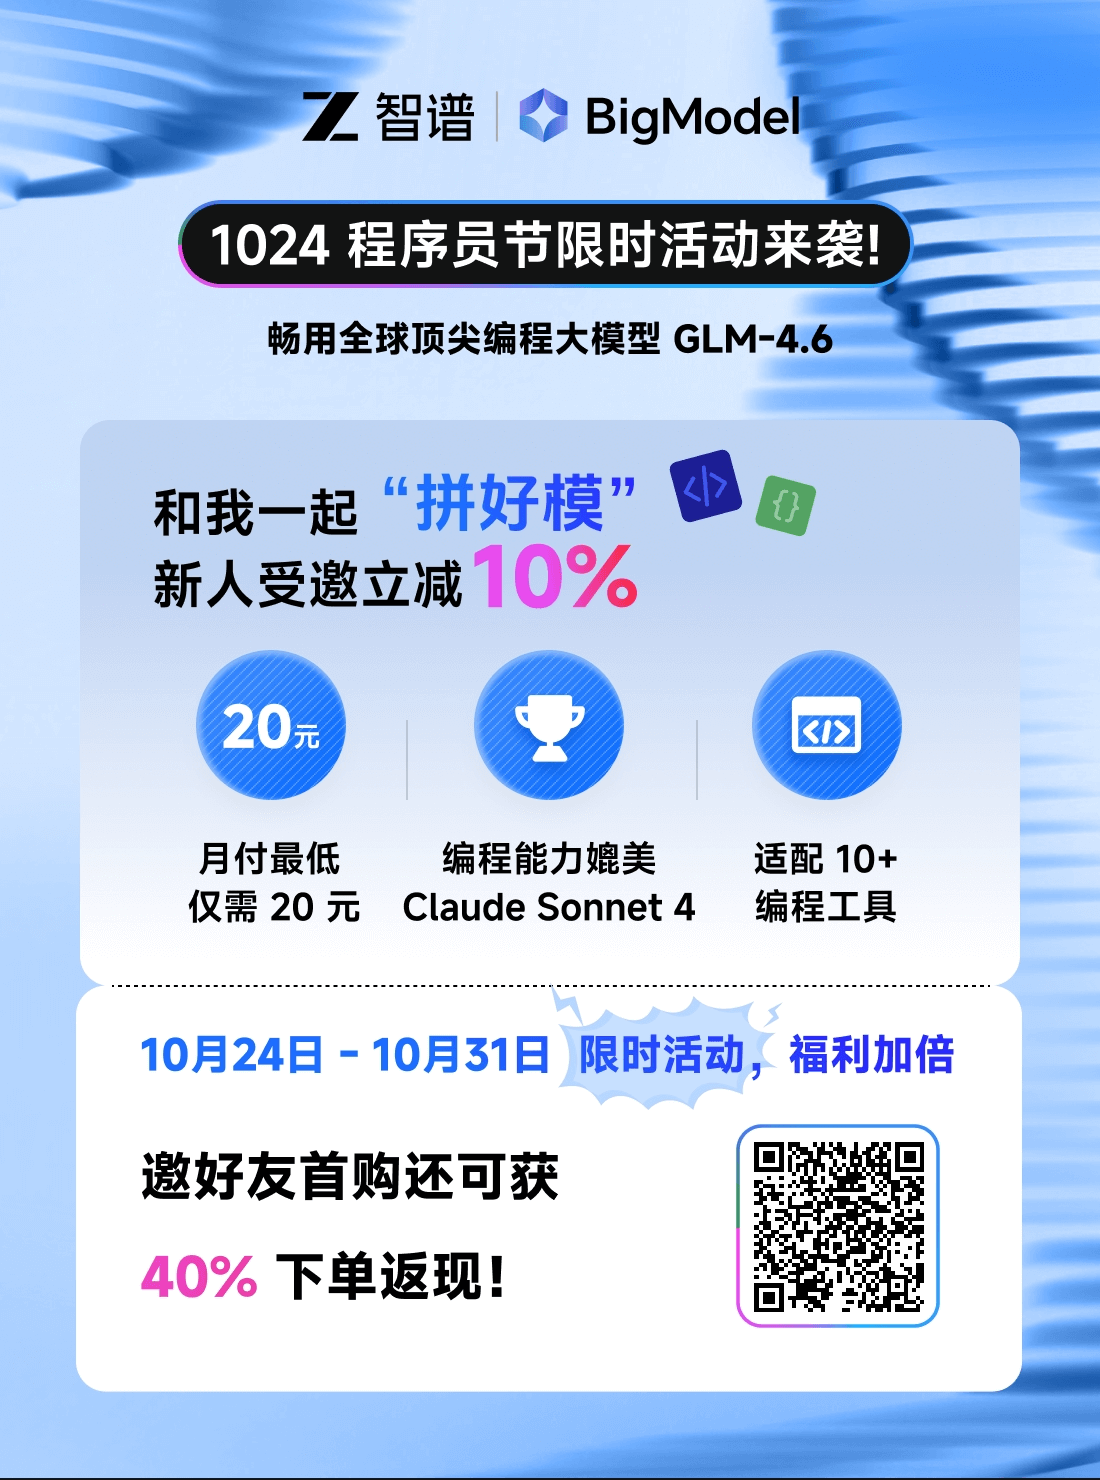 智谱 BigModel
1024 程序员节限时活动来袭!
畅用全球顶尖编程大模型 GLM-4.6
和我一起“拼好模”
新人受邀立减10%
20元
月付最低
仅需 20 元
编程能力媲美
Claude Sonnet 4
适配 10+
编程工具
10月24日 - 10月31日 限时活动，福利加倍
邀好友首购还可获
40% 下单返现!